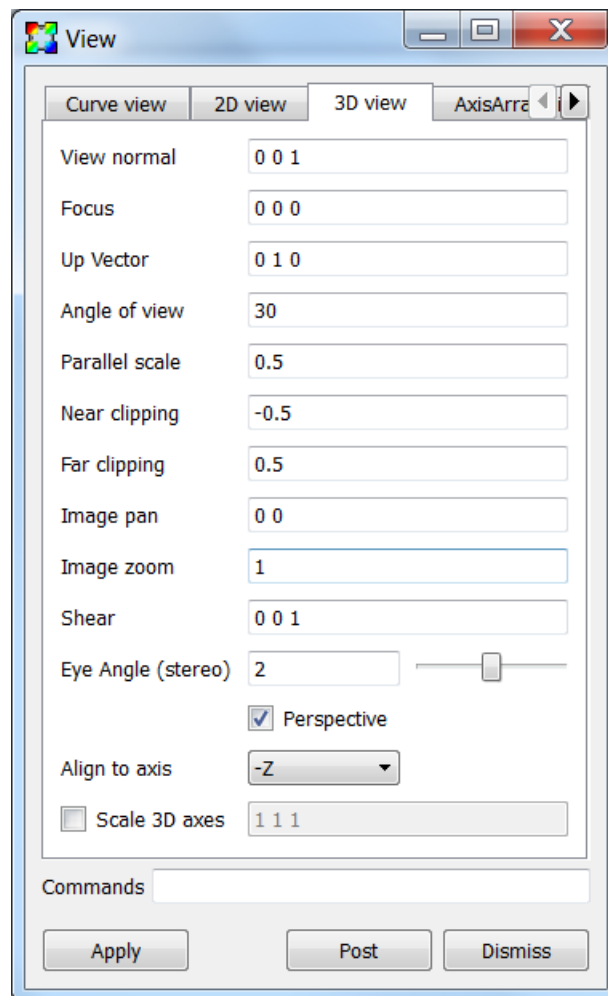 View
Curve view 2D view 3D view AxisArra
View normal 0 0 1
Focus 0 0 0
Up Vector 0 1 0
Angle of view 30
Parallel scale 0.5
Near clipping -0.5
Far clipping 0.5
Image pan 0 0
Image zoom 1
Shear 0 0 1
Eye Angle (stereo) 2
Perspective
Align to axis -Z
Scale 3D axes 1 1 1
Commands
Apply Post Dismiss